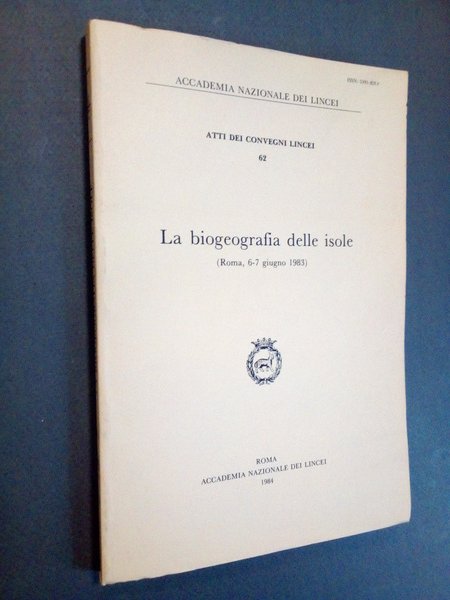 ACCADEMIA NAZIONALE DEI LINCEI
ATTI DEI CONVEGNI LINCEI
62
La biogeografia delle isole
(Roma, 6-7 giugno 1983)
ROMA
ACCADEMIA NAZIONALE DEI LINCEI
1984